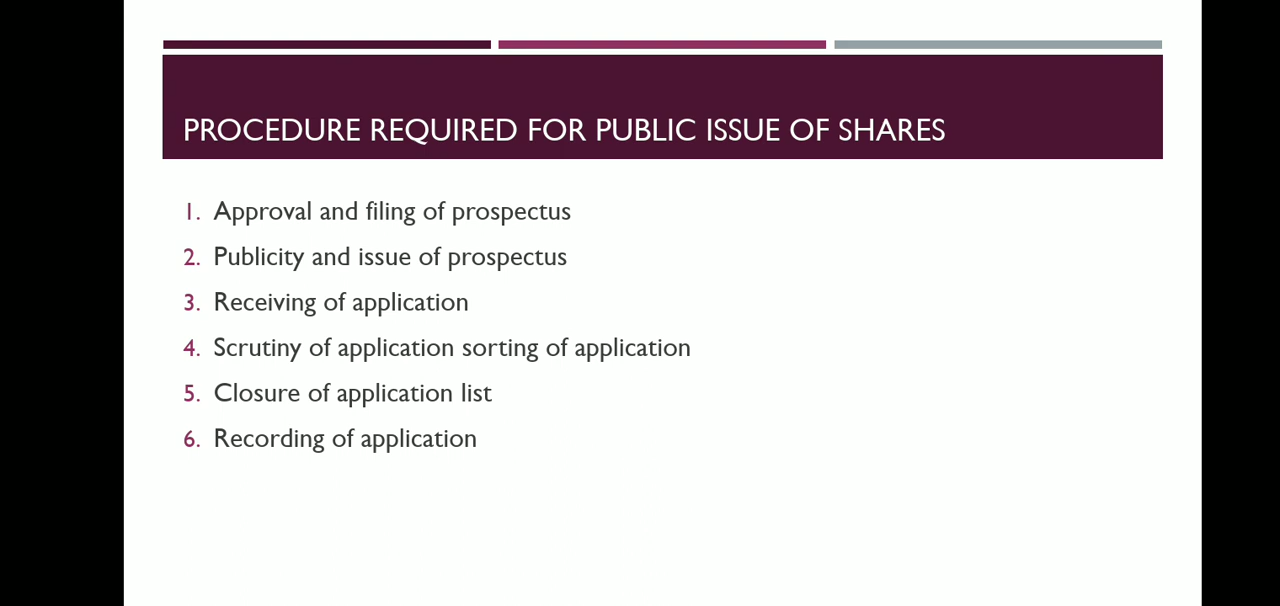 PROCEDURE REQUIRED FOR PUBLIC ISSUE OF SHARES
1. Approval and filing of prospectus
2. Publicity and issue of prospectus
3. Receiving of application
4. Scrutiny of application sorting of application
5. Closure of application list
6. Recording of application